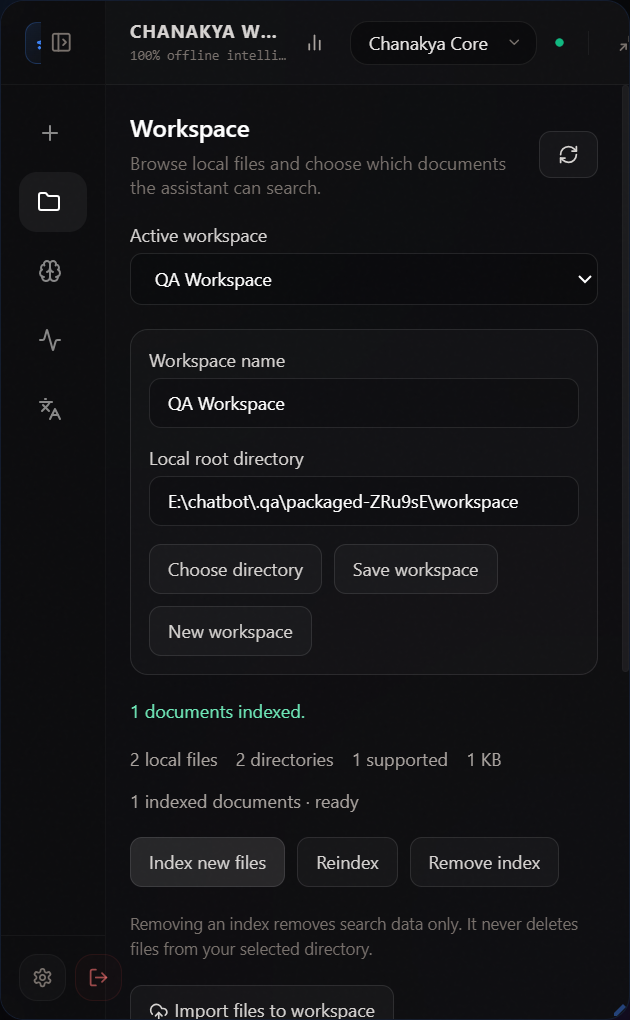 CHANAKYA W...
100% offline intelli...
Chanakya Core
Workspace
Browse local files and choose which documents
the assistant can search.
Active workspace
QA Workspace
Workspace name
QA Workspace
Local root directory
E:\chatbot\.qa\packaged-ZRu9sE\workspace
Choose directory
Save workspace
New workspace
1 documents indexed.
2 local files 2 directories 1 supported 1 KB
1 indexed documents · ready
Index new files
Reindex
Remove index
Removing an index removes search data only. It never deletes
files from your selected directory.
Import files to workspace